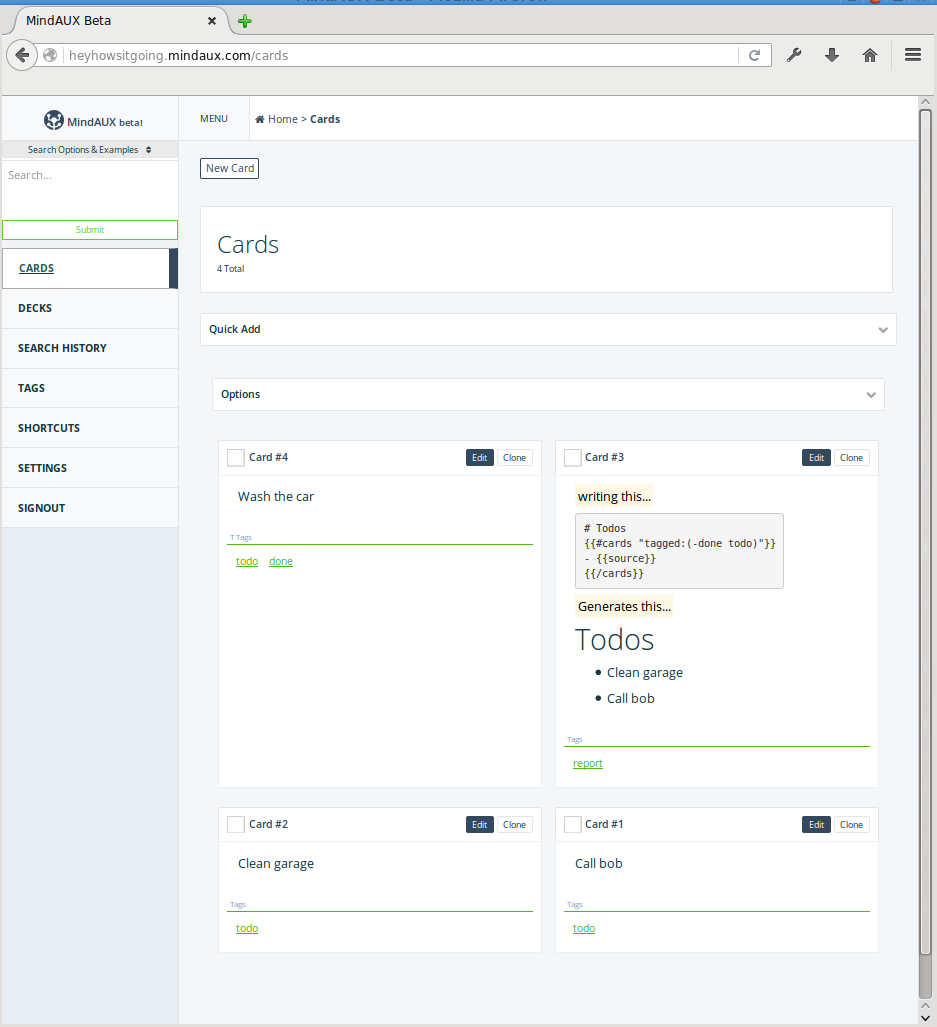 MindAUX Beta
heyhowsitgoing.mindaux.com/cards
MindAUX beta!
MENU
Home > Cards
Search Options & Examples
Search...
Submit
CARDS
DECKS
SEARCH HISTORY
TAGS
SHORTCUTS
SETTINGS
SIGNOUT
New Card
Cards
4 Total
Quick Add
Options
Card #4
Edit
Clone
Wash the car
T Tags
todo done
Card #3
Edit
Clone
writing this...
# Todos
{{#cards "tagged:(-done todo)"}}
- {{source}}
{{/cards}}
Generates this...
Todos
Clean garage
Call bob
Tags
report
Card #2
Edit
Clone
Clean garage
Tags
todo
Card #1
Edit
Clone
Call bob
Tags
todo